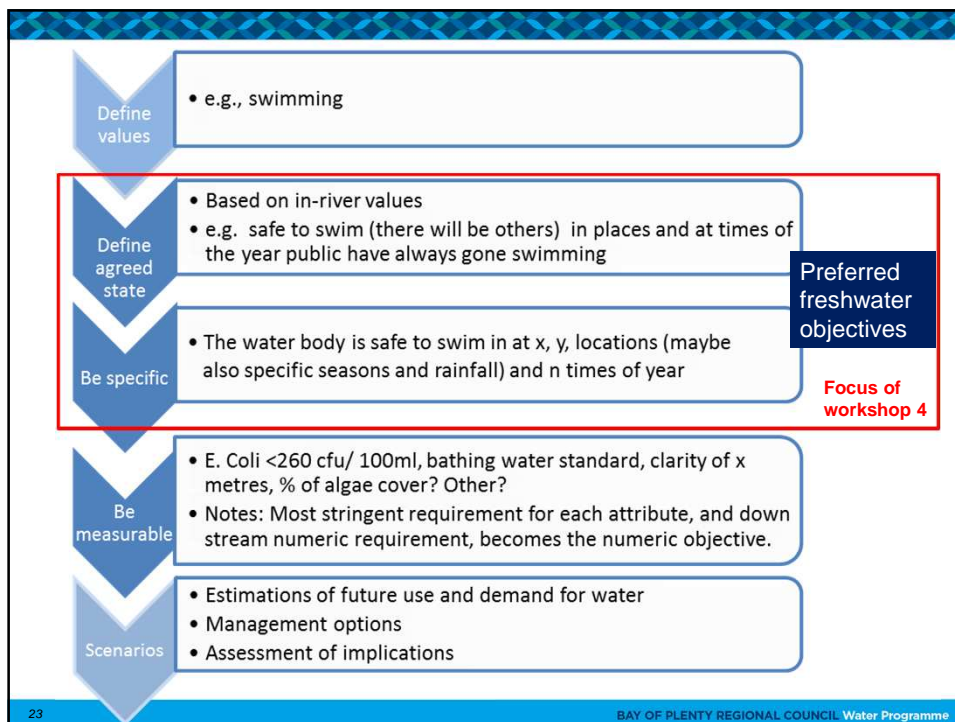 Define
values
• e.g., swimming
Define
agreed
state
• Based on in-river values
• e.g. safe to swim (there will be others) in places and at times of
the year public have always gone swimming
Preferred
freshwater
objectives
Be specific
• The water body is safe to swim in at x, y, locations (maybe
also specific seasons and rainfall) and n times of year
Focus of
workshop 4
Be
measurable
• E. Coli <260 cfu/ 100ml, bathing water standard, clarity of x
metres, % of algae cover? Other?
• Notes: Most stringent requirement for each attribute, and down
stream numeric requirement, becomes the numeric objective.
Scenarios
• Estimations of future use and demand for water
• Management options
• Assessment of implications
23
BAY OF PLENTY REGIONAL COUNCIL Water Programme